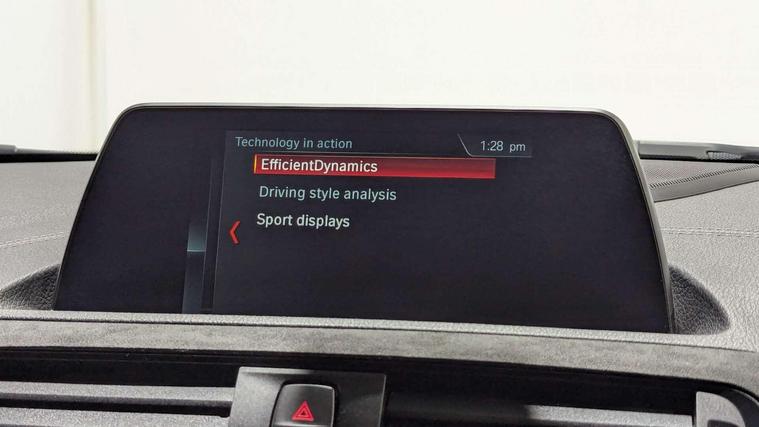 Technology in action
1:28 pm
EfficientDynamics
Driving style analysis
Sport displays